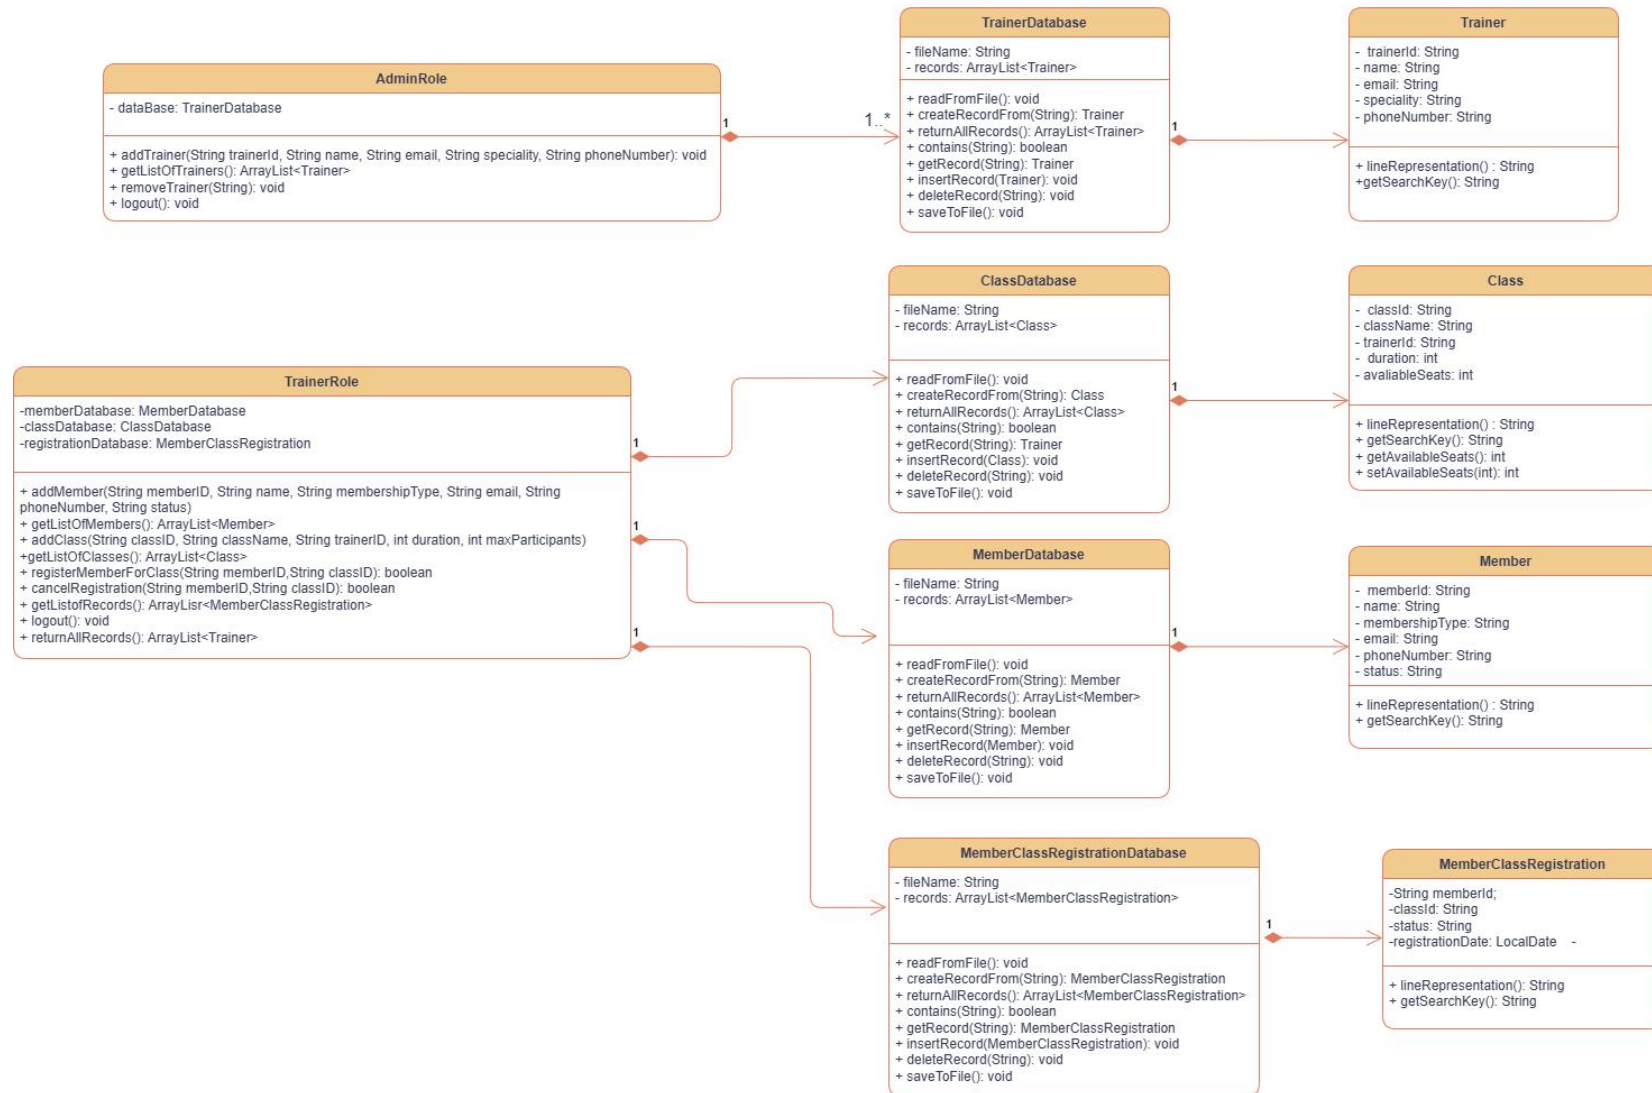 AdminRole
- dataBase: TrainerDatabase
+ addTrainer(String trainerId, String name, String email, String speciality, String phoneNumber): void
+ getListOfTrainers(): ArrayList<Trainer>
+ removeTrainer(String): void
+ logout(): void
1
1..*
TrainerDatabase
- fileName: String
- records: ArrayList<Trainer>
+ readFromFile(): void
+ createRecordFrom(String): Trainer
+ returnAllRecords(): ArrayList<Trainer>
+ contains(String): boolean
+ getRecord(String): Trainer
+ insertRecord(Trainer): void
+ deleteRecord(String): void
+ saveToFile(): void
1
Trainer
- trainerId: String
- name: String
- email: String
- speciality: String
- phoneNumber: String
+ lineRepresentation() : String
+getSearchKey(): String
TrainerRole
-memberDatabase: MemberDatabase
-classDatabase: ClassDatabase
-registrationDatabase: MemberClassRegistration
+ addMember(String memberID, String name, String membershipType, String email, String
phoneNumber, String status)
+ getListOfMembers(): ArrayList<Member>
+ addClass(String classID, String className, String trainerID, int duration, int maxParticipants)
+getListOfClasses(): ArrayList<Class>
+ registerMemberForClass(String memberID,String classID): boolean
+ cancelRegistration(String memberID,String classID): boolean
+ getListofRecords(): ArrayLisr<MemberClassRegistration>
+ logout(): void
+ returnAllRecords(): ArrayList<Trainer>
1
1
1
ClassDatabase
- fileName: String
- records: ArrayList<Class>
+ readFromFile(): void
+ createRecordFrom(String): Class
+ returnAllRecords(): ArrayList<Class>
+ contains(String): boolean
+ getRecord(String): Trainer
+ insertRecord(Class): void
+ deleteRecord(String): void
+ saveToFile(): void
1
Class
- classId: String
- className: String
- trainerId: String
- duration: int
- avaliableSeats: int
+ lineRepresentation() : String
+ getSearchKey(): String
+ getAvailableSeats(): int
+ setAvailableSeats(int): int
MemberDatabase
- fileName: String
- records: ArrayList<Member>
+ readFromFile(): void
+ createRecordFrom(String): Member
+ returnAllRecords(): ArrayList<Member>
+ contains(String): boolean
+ getRecord(String): Member
+ insertRecord(Member): void
+ deleteRecord(String): void
+ saveToFile(): void
1
Member
- memberId: String
- name: String
- membershipType: String
- email: String
- phoneNumber: String
- status: String
+ lineRepresentation() : String
+ getSearchKey(): String
MemberClassRegistrationDatabase
- fileName: String
- records: ArrayList<MemberClassRegistration>
+ readFromFile(): void
+ createRecordFrom(String): MemberClassRegistration
+ returnAllRecords(): ArrayList<MemberClassRegistration>
+ contains(String): boolean
+ getRecord(String): MemberClassRegistration
+ insertRecord(MemberClassRegistration): void
+ deleteRecord(String): void
+ saveToFile(): void
1
MemberClassRegistration
-String memberId;
-classId: String
-status: String
-registrationDate: LocalDate -
+ lineRepresentation(): String
+ getSearchKey(): String